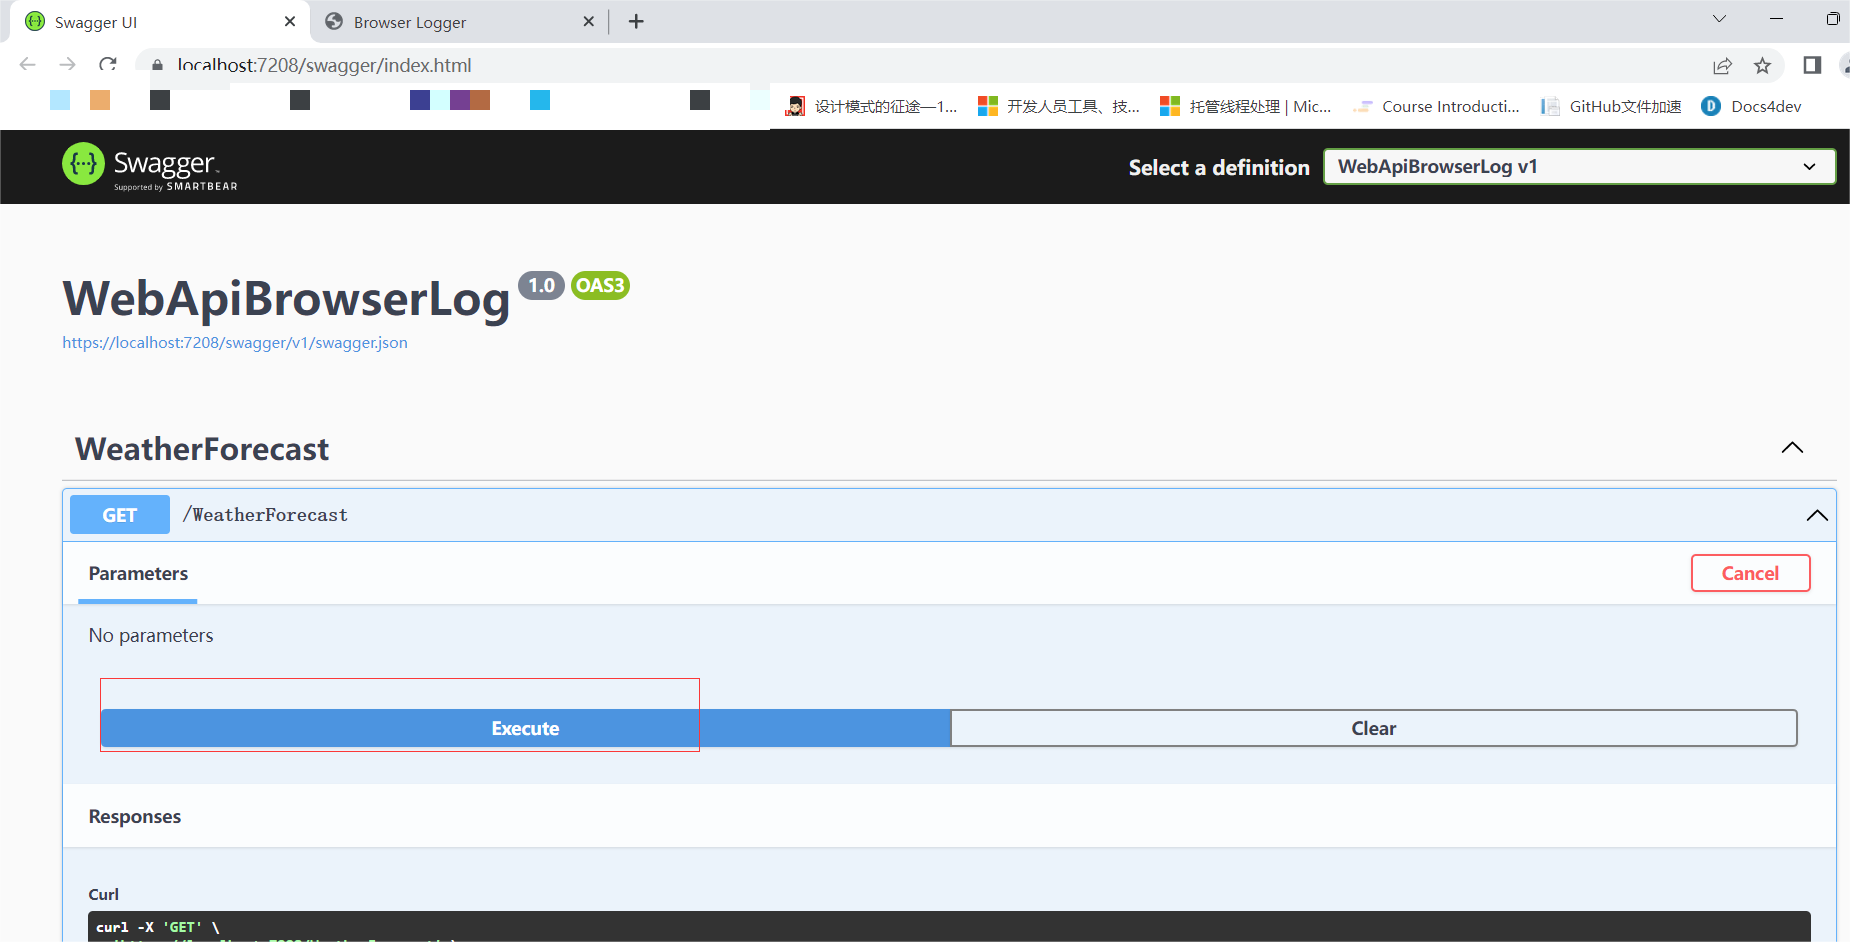 Swagger UI
Browser Logger
localhost:7208/swagger/index.html
设计模式的征途—1...
开发人员工具、技...
托管线程处理 | Mic...
Course Introducti...
GitHub文件加速
D
Docs4dev
{···} Swagger
Supported by SMARTBEAR
Select a definition
WebApiBrowserLog v1
WebApiBrowserLog 1.0 OAS3
https://localhost:7208/swagger/v1/swagger.json
WeatherForecast
GET /WeatherForecast
Parameters
Cancel
No parameters
Execute
Clear
Responses
Curl
curl -X 'GET' \